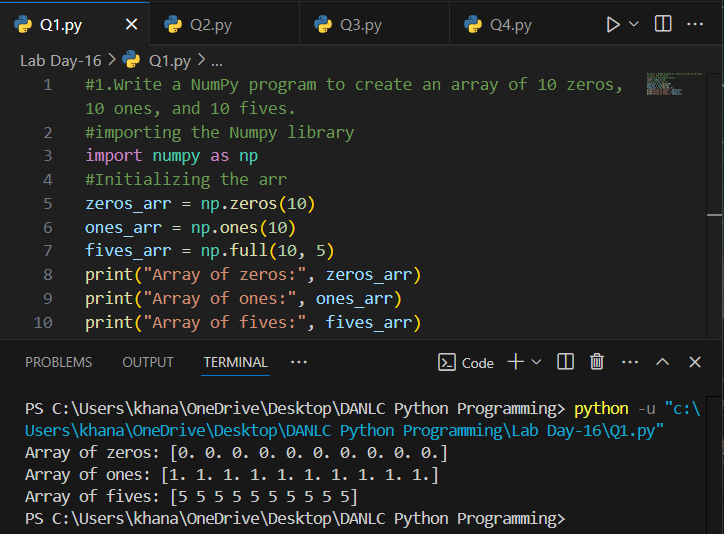 Q1.py
Q2.py
Q3.py
Q4.py
Lab Day-16 > Q1.py > ...
1 #1.Write a NumPy program to create an array of 10 zeros,
10 ones, and 10 fives.
2 #importing the Numpy library
3 import numpy as np
4 #Initializing the arr
5 zeros_arr = np.zeros(10)
6 ones_arr = np.ones(10)
7 fives_arr = np.full(10, 5)
8 print("Array of zeros:", zeros_arr)
9 print("Array of ones:", ones_arr)
10 print("Array of fives:", fives_arr)
PROBLEMS OUTPUT TERMINAL ··· Code
PS C:\Users\khana\OneDrive\Desktop\DANLC Python Programming> python -u "c:\
Users\khana\OneDrive\Desktop\DANLC Python Programming\Lab Day-16\Q1.py"
Array of zeros: [0. 0. 0. 0. 0. 0. 0. 0. 0. 0.]
Array of ones: [1. 1. 1. 1. 1. 1. 1. 1. 1. 1.]
Array of fives: [5 5 5 5 5 5 5 5 5 5]
PS C:\Users\khana\OneDrive\Desktop\DANLC Python Programming>